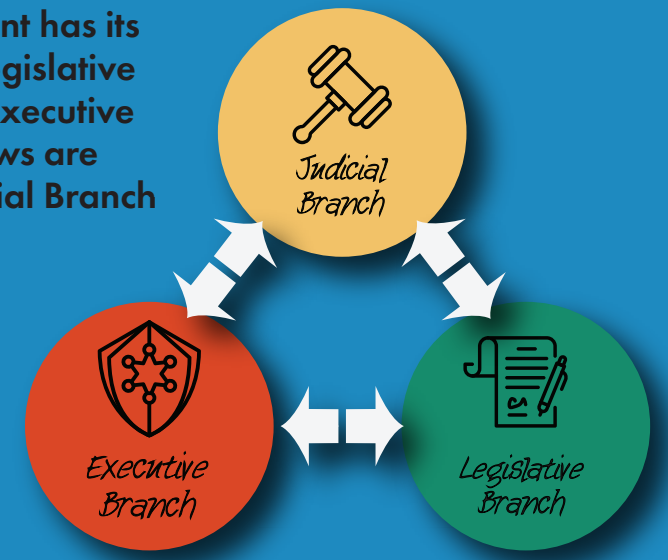 nt has its
gislative
xecutive
ws are
ial Branch
Judicial
Branch
Executive
Branch
Legislative
Branch